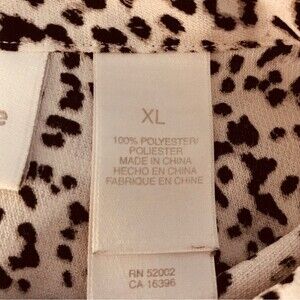 e
XL
100% POLYESTER/
POLIESTER
MADE IN CHINA
HECHO EN CHINA
FABRIQUE EN CHINE
RN 52002
CA 16396